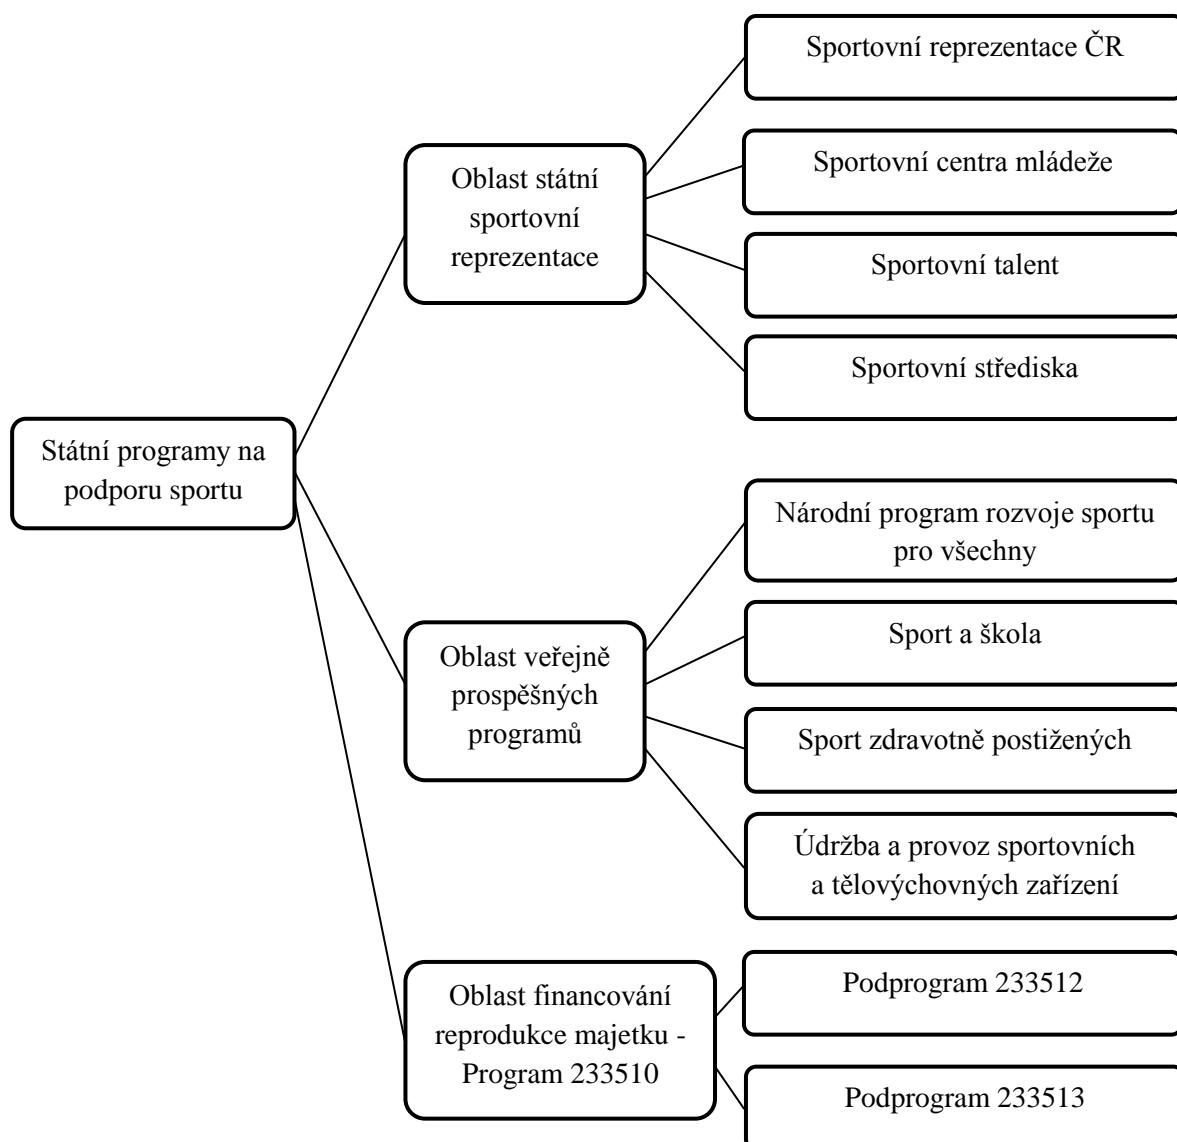 Státní programy na
podporu sportu
Oblast státní
sportovní
reprezentace
Sportovní reprezentace ČR
Sportovní centra mládeže
Sportovní talent
Sportovní střediska
Oblast veřejně
prospěšných
programů
Národní program rozvoje sportu
pro všechny
Sport a škola
Sport zdravotně postižených
Údržba a provoz sportovních
a tělovýchovných zařízení
Oblast financování
reprodukce majetku -
Program 233510
Podprogram 233512
Podprogram 233513